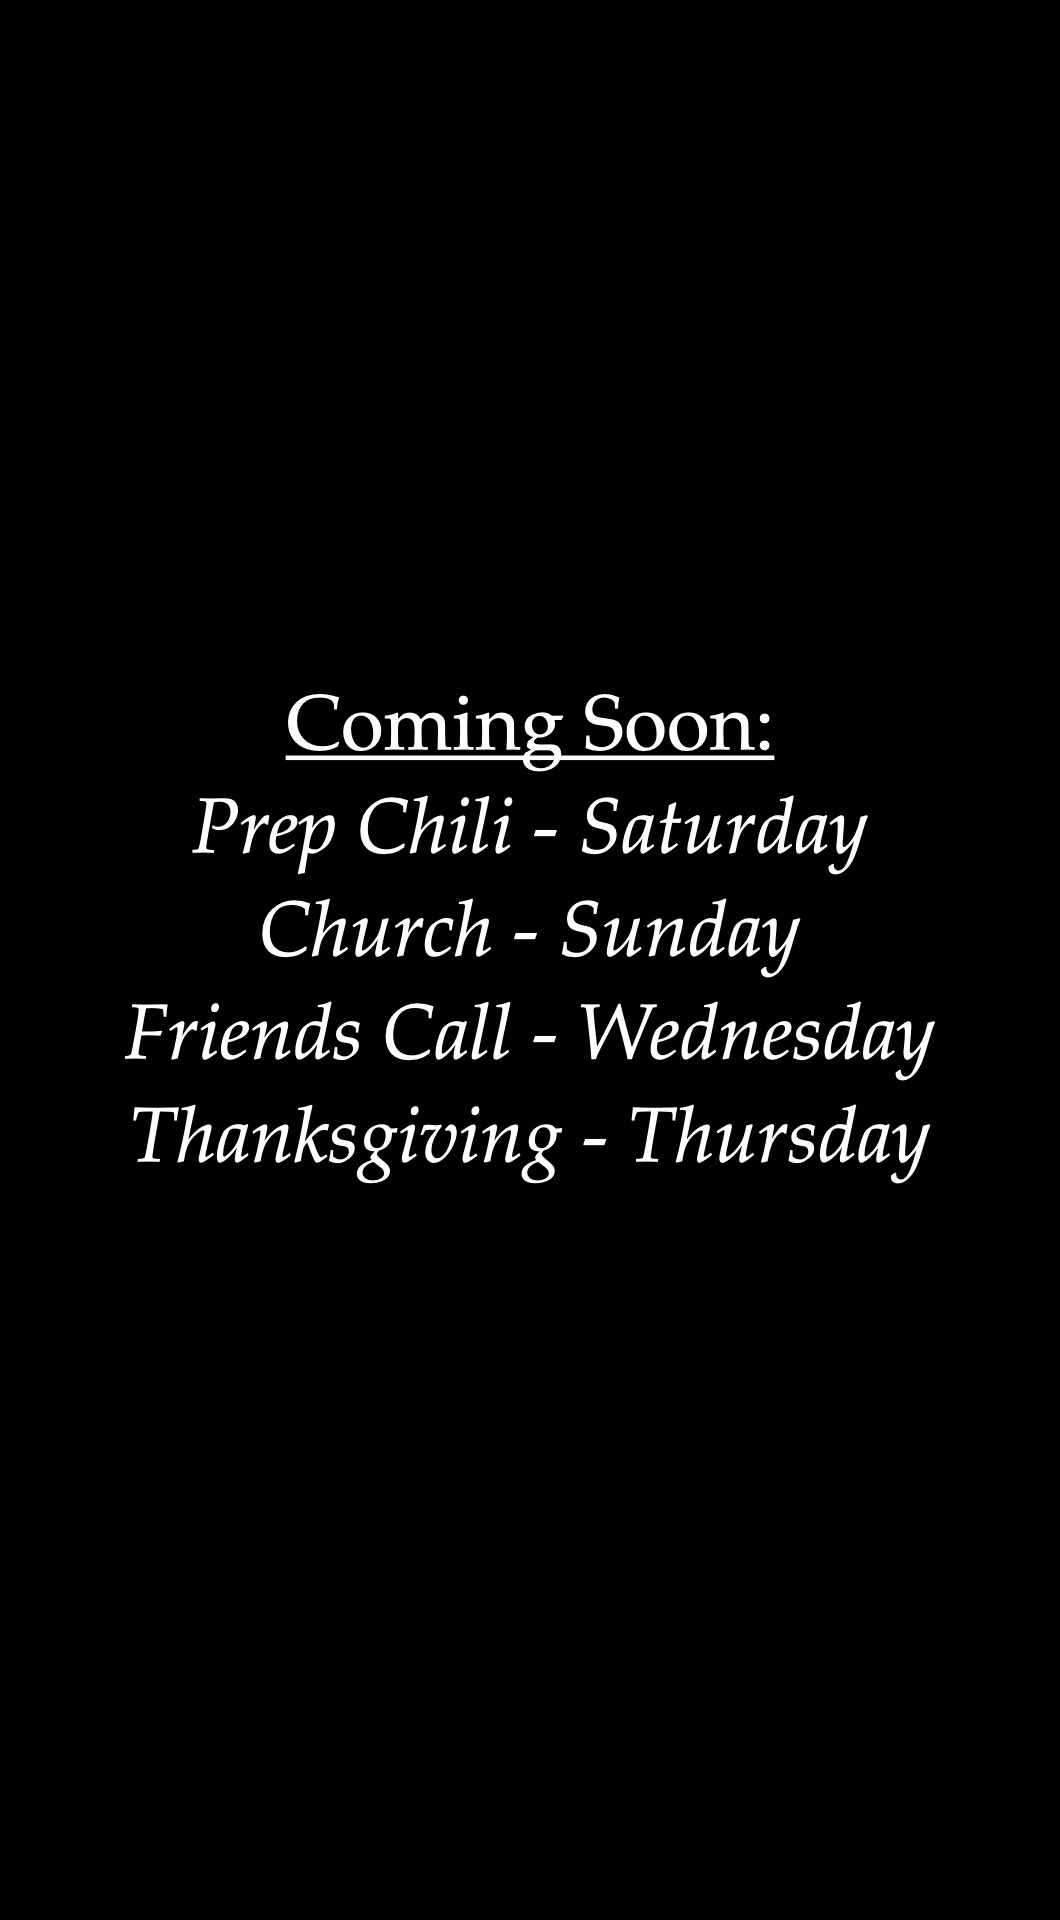 Coming Soon:
Prep Chili - Saturday
Church - Sunday
Friends Call - Wednesday
Thanksgiving - Thursday